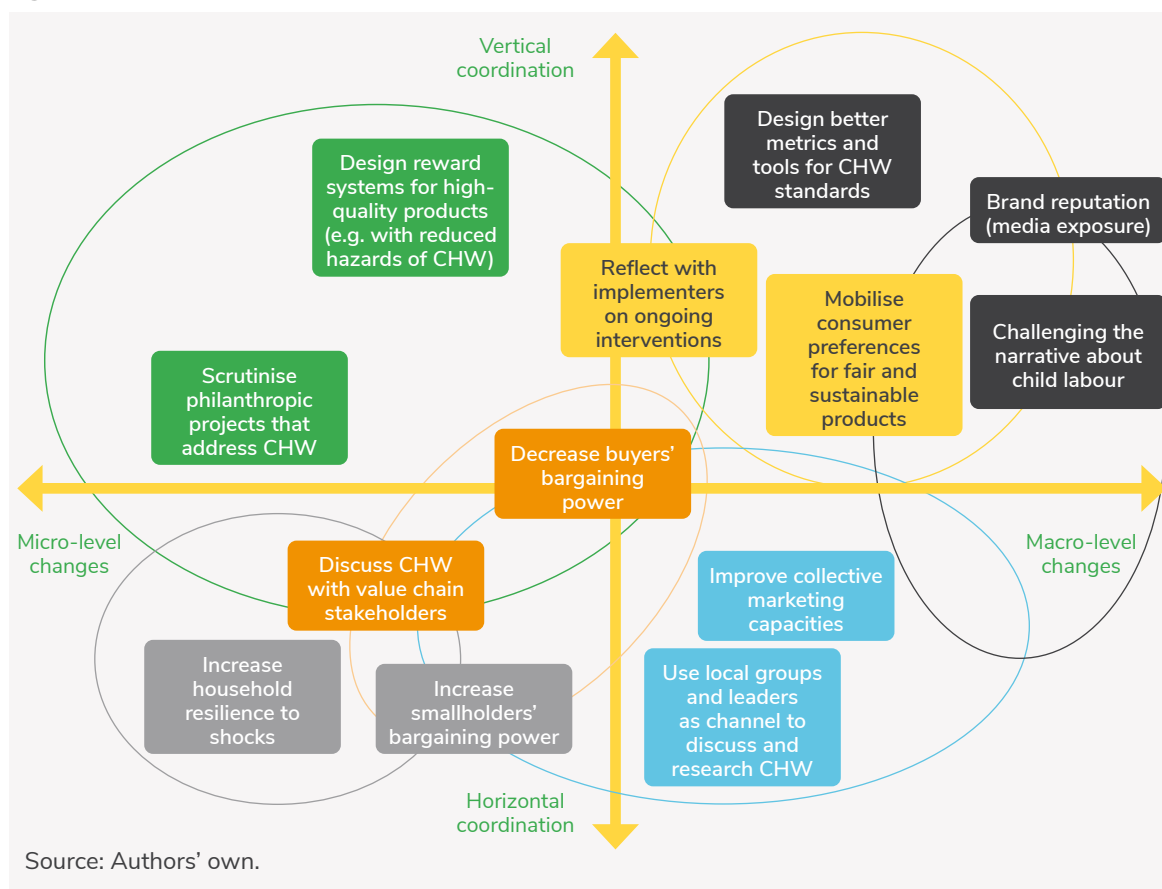 Vertical
coordination
Design better
metrics and
tools for CHW
standards
Design reward
systems for high-
quality products
(e.g. with reduced
hazards of CHW)
Brand reputation
(media exposure)
Reflect with
implementers
on ongoing
interventions
Mobilise
consumer
preferences
for fair and
sustainable
products
Challenging the
narrative about
child labour
Scrutinise
philanthropic
projects that
address CHW
Decrease buyers'
bargaining
power
Micro-level
changes
Macro-level
changes
Discuss CHW
with value chain
stakeholders
Improve collective
marketing
capacities
Increase
household
resilience to
shocks
Increase
smallholders'
bargaining power
Use local groups
and leaders
as channel to
discuss and
research CHW
Horizontal
coordination
Source: Authors' own.